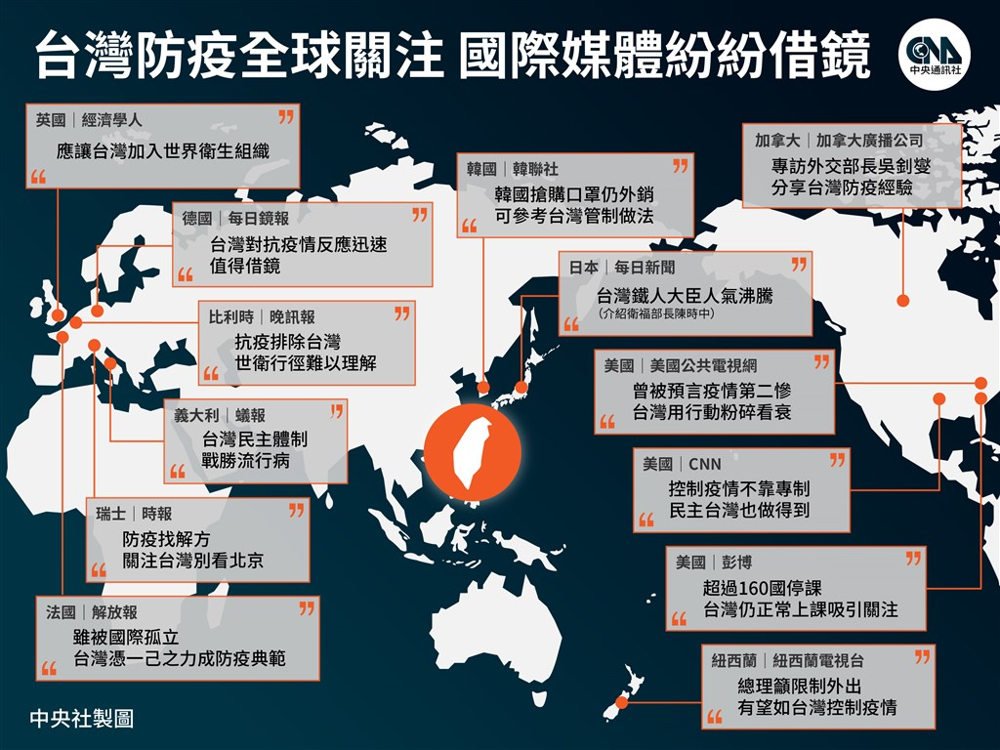 台灣防疫全球關注 國際媒體紛紛借鏡
CNA
中央通訊社
英國｜經濟學人
應讓台灣加入世界衛生組織
德國｜每日鏡報
台灣對抗疫情反應迅速
值得借鏡
比利時｜晚訊報
抗疫排除台灣
世衛行徑難以理解
義大利｜蟻報
台灣民主體制
戰勝流行病
瑞士｜時報
防疫找解方
關注台灣別看北京
法國｜解放報
雖被國際孤立
台灣憑一己之力成防疫典範
韓國｜韓聯社
韓國搶購口罩仍外銷
可參考台灣管制做法
加拿大｜加拿大廣播公司
專訪外交部長吳釗燮
分享台灣防疫經驗
日本｜每日新聞
台灣鐵人大臣人氣沸騰
（介紹衛福部長陳時中）
美國｜美國公共電視網
曾被預言疫情第二慘
台灣用行動粉碎看衰
美國｜CNN
控制疫情不靠專制
民主台灣也做得到
美國｜彭博
超過160國停課
台灣仍正常上課吸引關注
紐西蘭｜紐西蘭電視台
總理籲限制外出
有望如台灣控制疫情
中央社製圖